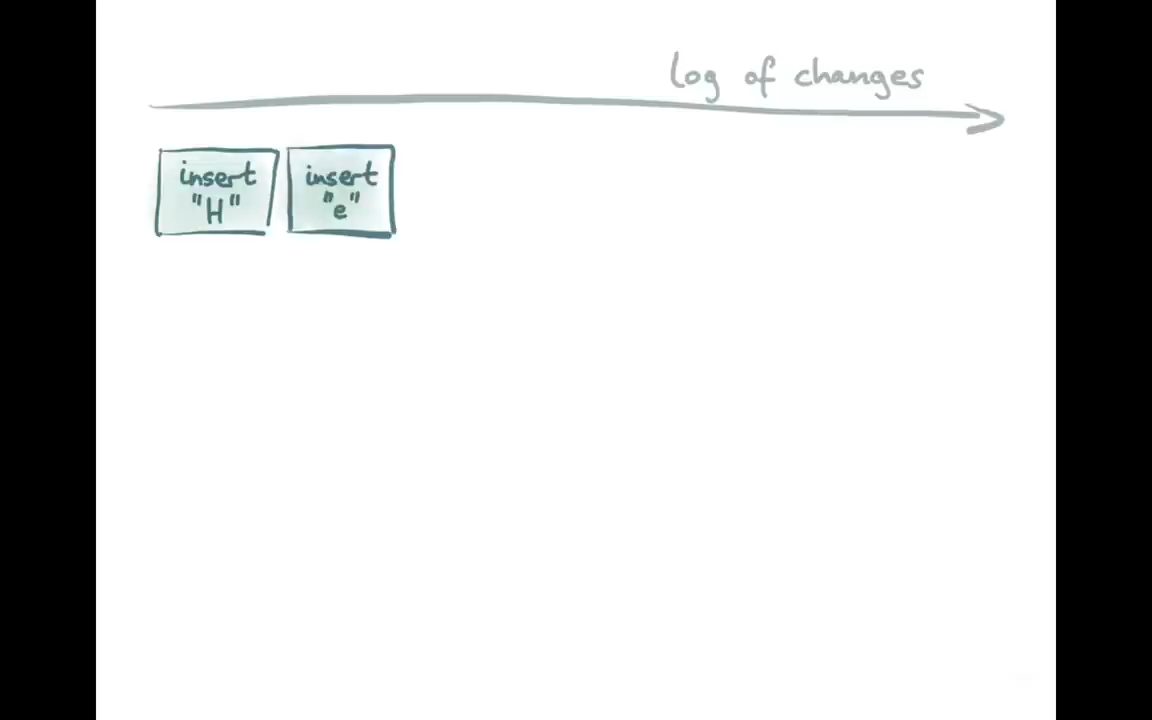 log of changes
insert
"H"
insert
"e"